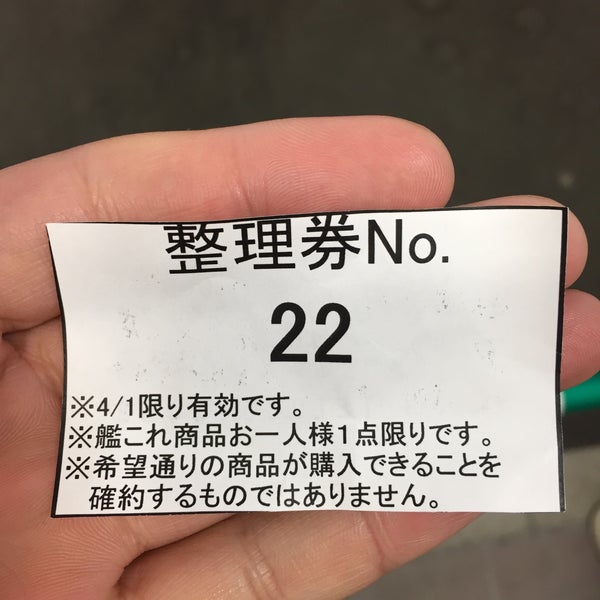 整理券No.
22
※4/1限り有効です。
※艦これ商品お一人様１点限りです。
※希望通りの商品が購入できることを
確約するものではありません。